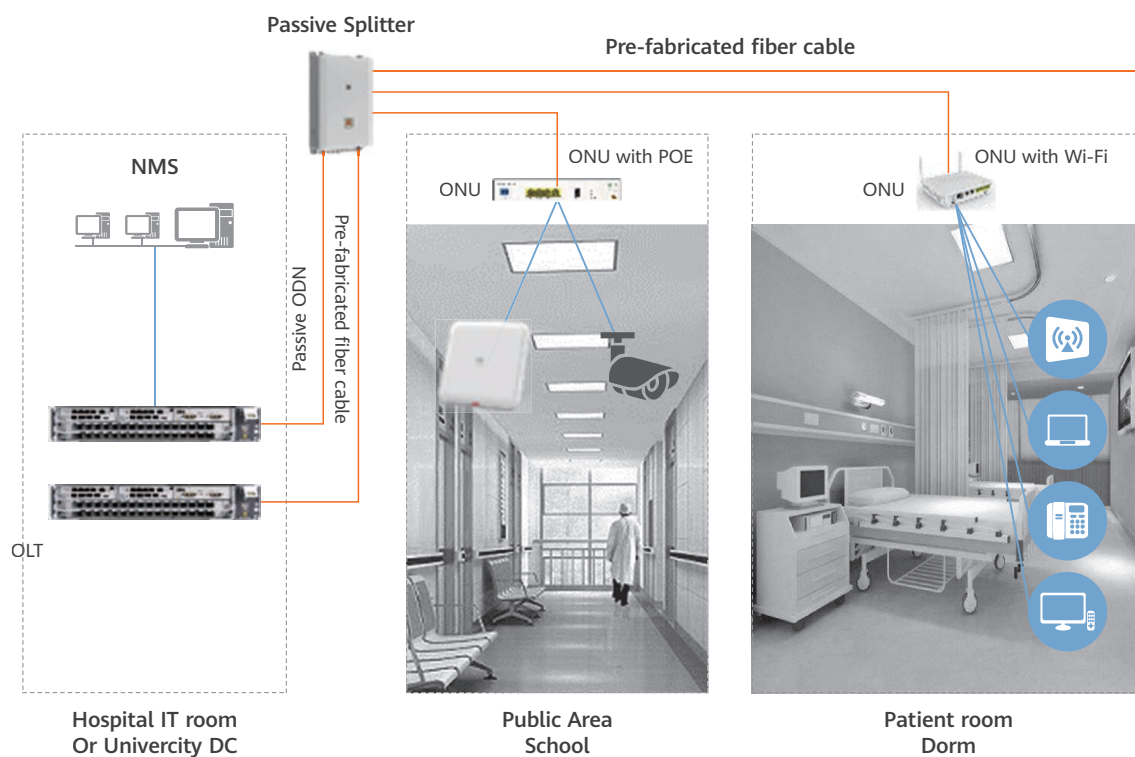 Passive Splitter
Pre-fabricated fiber cable
NMS
ONU with POE
ONU
ONU with Wi-Fi
ONU
Passive ODN
Pre-fabricated fiber cable
OLT
Hospital IT room
Or Univercity DC
Public Area
School
Patient room
Dorm